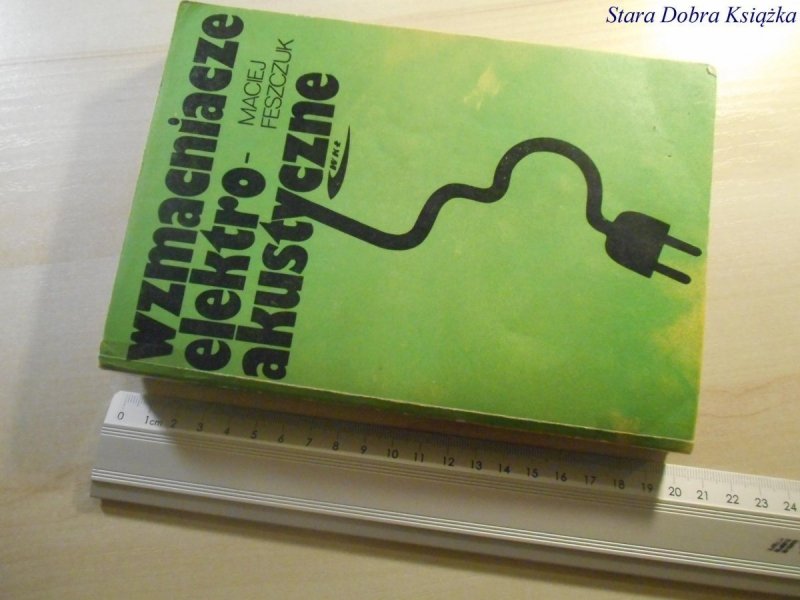 Stara Dobra Książka
wzmacniacze
elektro-
akustyczne
MACIEJ
FESZCZUK
WKŁ
0 1cm 2 3 4 5 6 7 8 9 10 11 12 13 14 15 16 17 18 19 20 21 22 23 24